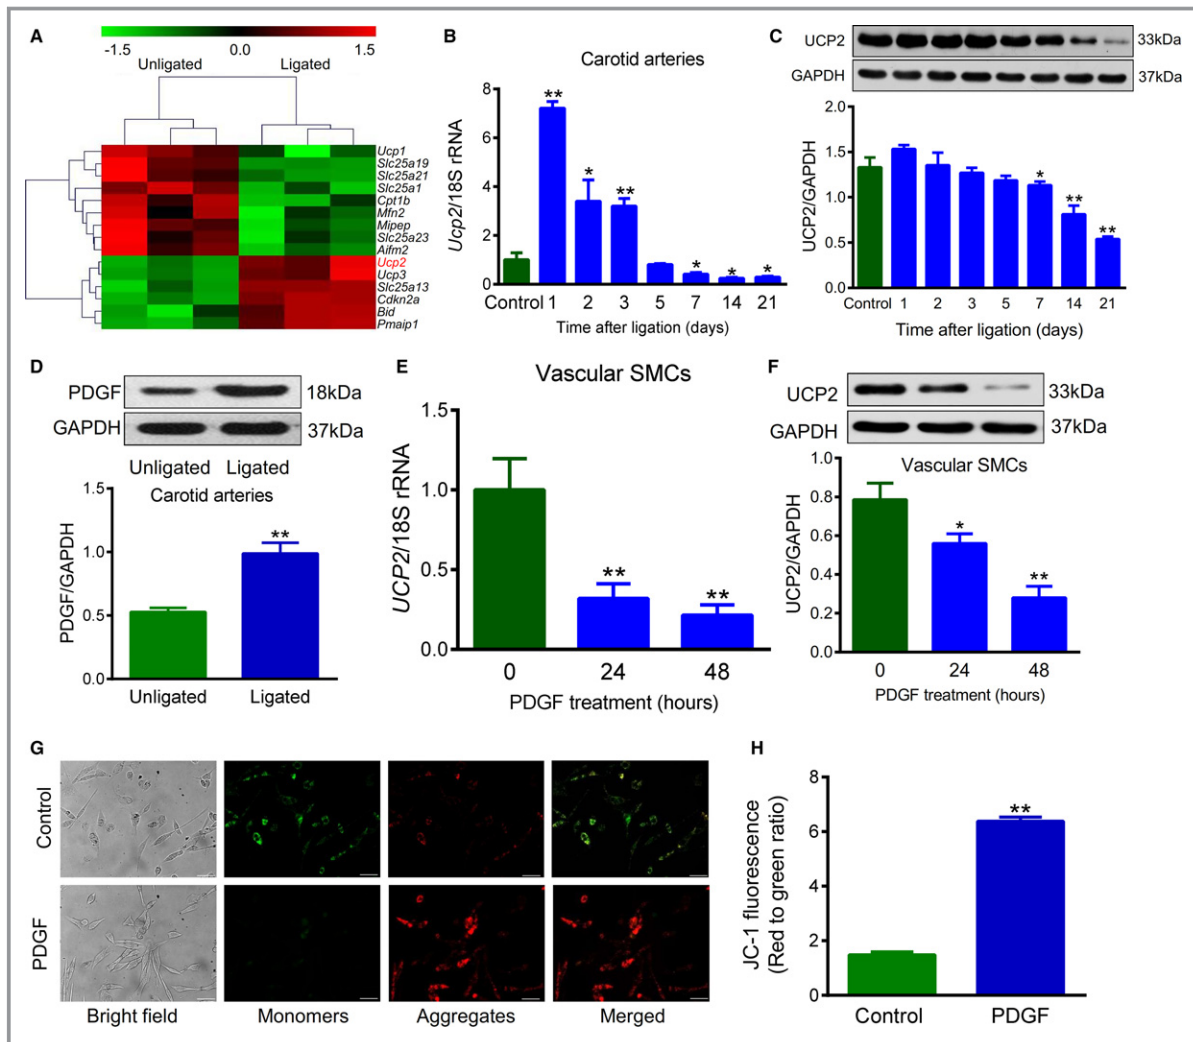 A
-1.5 0.0 1.5
Unligated Ligated
Ucp1
Slc25a19
Slc25a21
Slc25a1
Cpt1b
Mfn2
Mipep
Slc25a23
Aifm2
Ucp2
Ucp3
Slc25a13
Cdkn2a
Bid
Pmaip1
B
Carotid arteries
Ucp2/18S rRNA
8
6
4
2
0
** * ** * * *
Control 1 2 3 5 7 14 21
Time after ligation (days)
C
UCP2 33kDa
GAPDH 37kDa
UCP2/GAPDH
2.0
1.5
1.0
0.5
0.0
* ** **
Control 1 2 3 5 7 14 21
Time after ligation (days)
D
PDGF 18kDa
GAPDH 37kDa
Unligated Ligated
Carotid arteries
PDGF/GAPDH
1.5
1.0
0.5
0.0
**
Unligated Ligated
E
Vascular SMCs
UCP2/18S rRNA
1.5
1.0
0.5
0.0
** **
0 24 48
PDGF treatment (hours)
F
UCP2 33kDa
GAPDH 37kDa
Vascular SMCs
UCP2/GAPDH
1.0
0.8
0.6
0.4
0.2
0.0
* **
0 24 48
PDGF treatment (hours)
G
Control
PDGF
Bright field Monomers Aggregates Merged
H
JC-1 fluorescence
(Red to green ratio)
8
6
4
2
0
**
Control PDGF